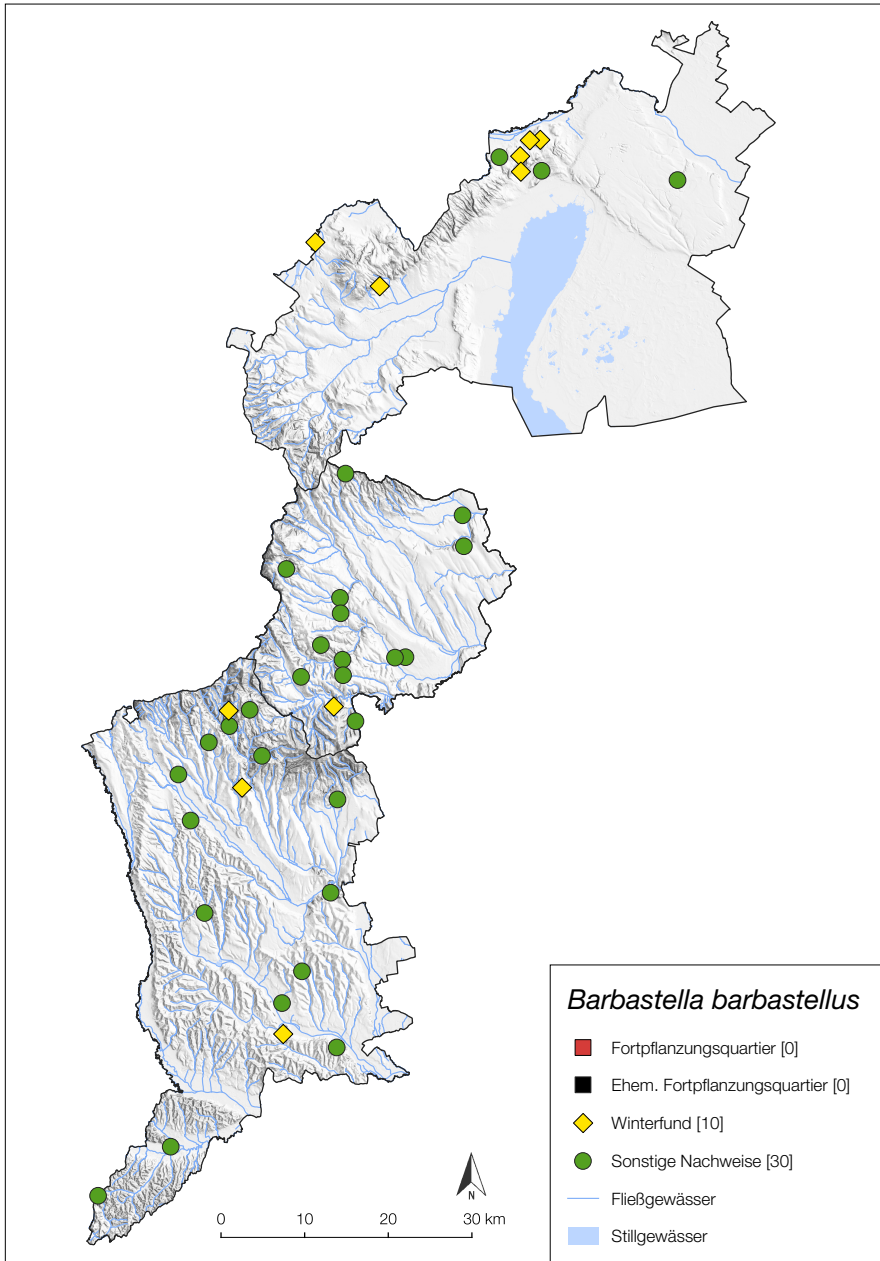 Barbastella barbastellus
Fortpflanzungsquartier [0]
Ehem. Fortpflanzungsquartier [0]
Winterfund [10]
Sonstige Nachweise [30]
Fließgewässer
Stillgewässer
N
0 10 20 30 km